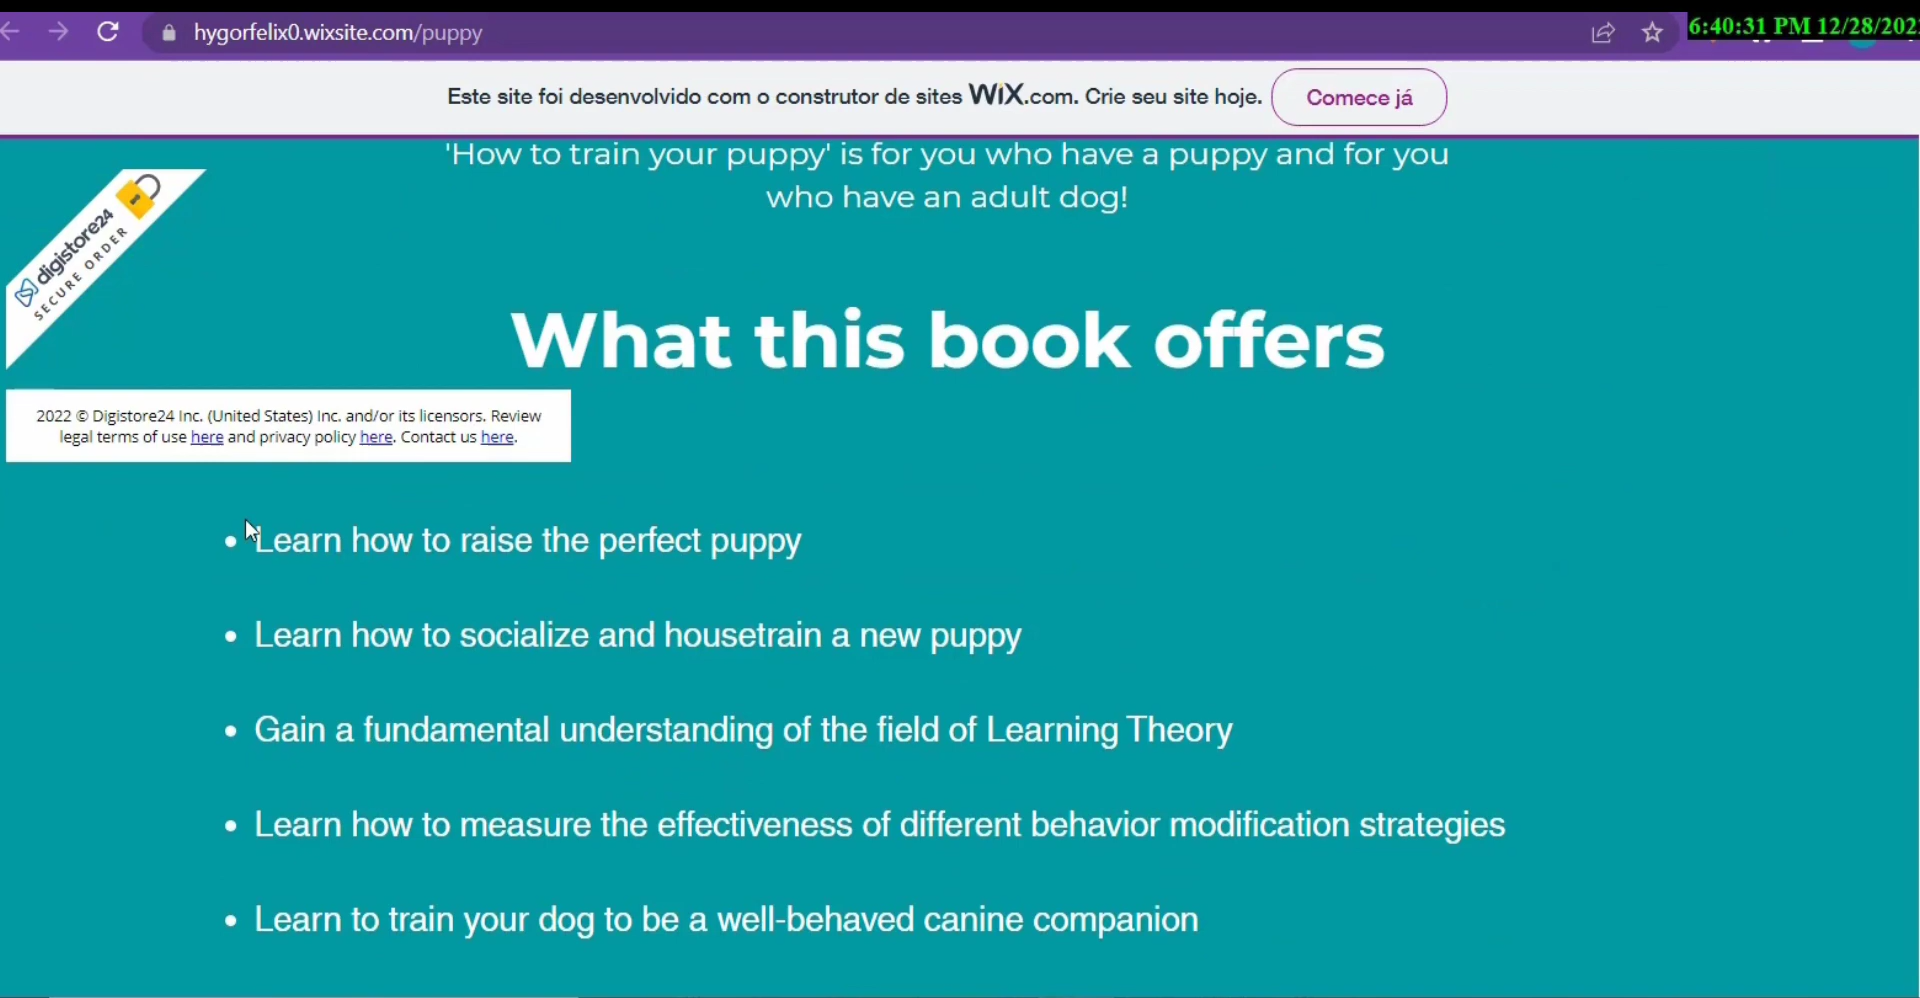 hygorfelix0.wixsite.com/puppy
6:40:31 PM 12/28/202
Este site foi desenvolvido com o construtor de sites WiX.com. Crie seu site hoje.
Comece já
'How to train your puppy' is for you who have a puppy and for you
who have an adult dog!
digistore24
SECURE ORDER
What this book offers
2022 © Digistore24 Inc. (United States) Inc. and/or its licensors. Review
legal terms of use here and privacy policy here. Contact us here.
• Learn how to raise the perfect puppy
• Learn how to socialize and housetrain a new puppy
• Gain a fundamental understanding of the field of Learning Theory
• Learn how to measure the effectiveness of different behavior modification strategies
• Learn to train your dog to be a well-behaved canine companion